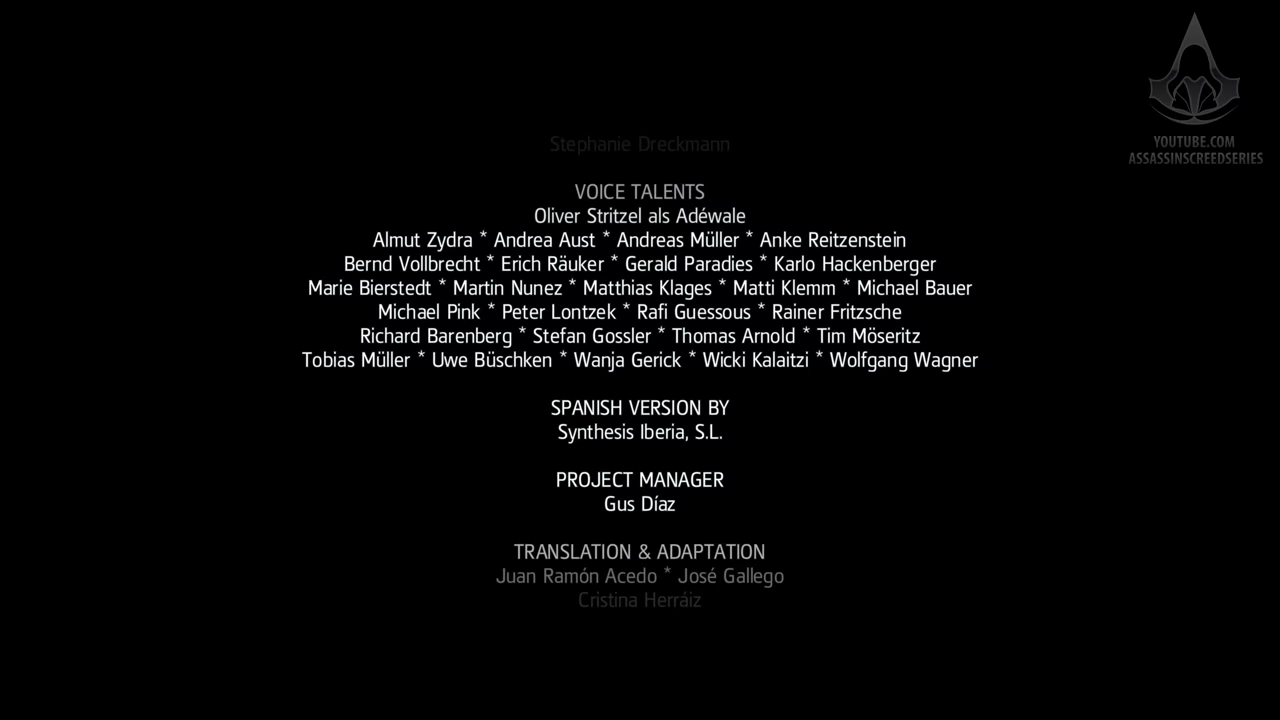 YOUTUBE.COM
ASSASSINSCREEDSERIES
Stephanie Dreckmann
VOICE TALENTS
Oliver Stritzel als Adéwale
Almut Zydra * Andrea Aust * Andreas Müller * Anke Reitzenstein
Bernd Vollbrecht * Erich Räuker * Gerald Paradies * Karlo Hackenberger
Marie Bierstedt * Martin Nunez * Matthias Klages * Matti Klemm * Michael Bauer
Michael Pink * Peter Lontzek * Rafi Guessous * Rainer Fritzsche
Richard Barenberg * Stefan Gossler * Thomas Arnold * Tim Möseritz
Tobias Müller * Uwe Büschken * Wanja Gerick * Wicki Kalaitzi * Wolfgang Wagner
SPANISH VERSION BY
Synthesis Iberia, S.L.
PROJECT MANAGER
Gus Díaz
TRANSLATION & ADAPTATION
Juan Ramón Acedo * José Gallego
Cristina Herráiz